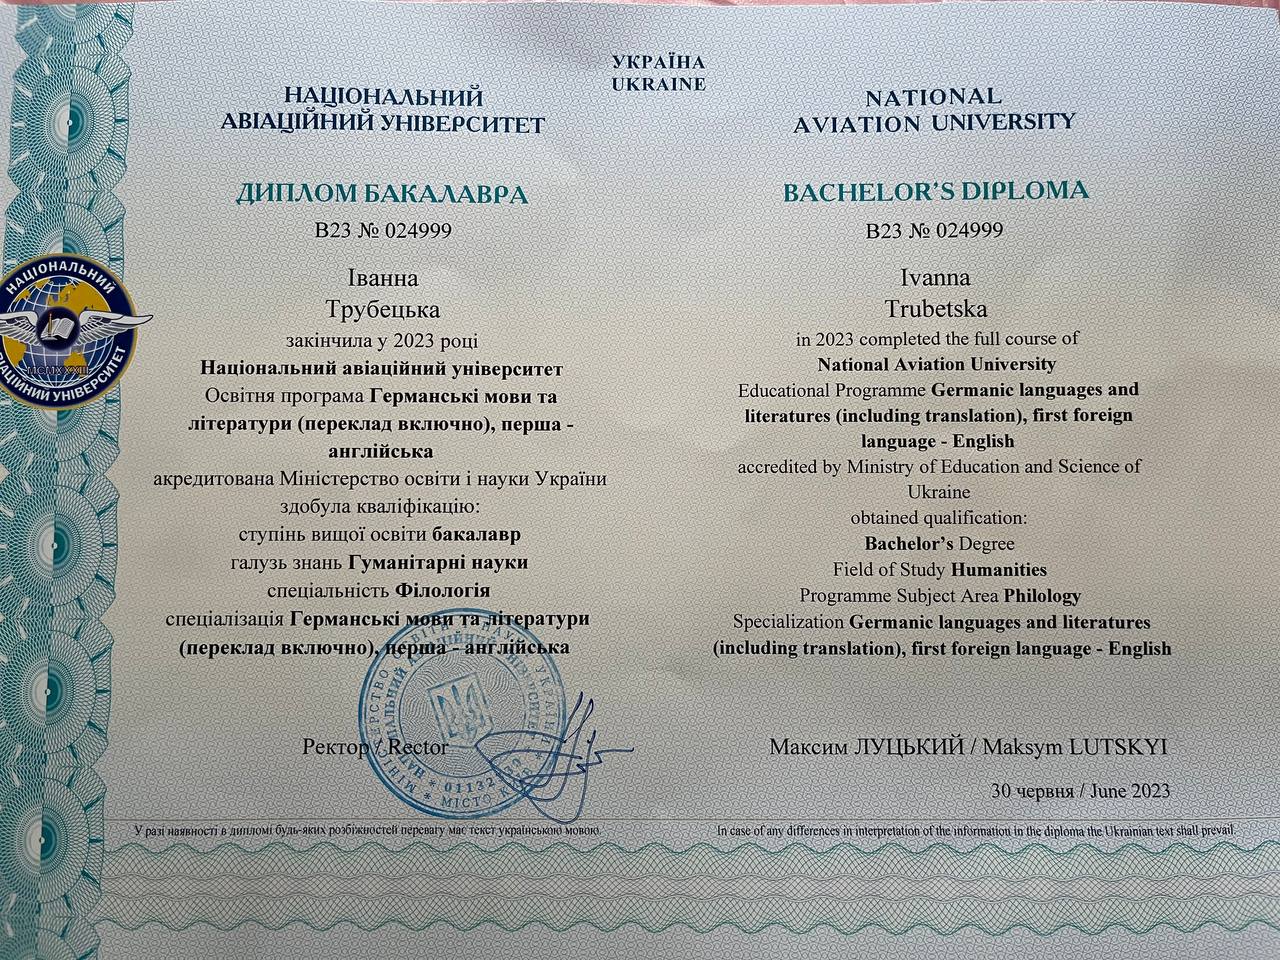 УКРАЇНА
UKRAINE
НАЦІОНАЛЬНИЙ
АВІАЦІЙНИЙ УНІВЕРСИТЕТ
ДИПЛОМ БАКАЛАВРА
В23 № 024999
Іванна
Трубецька
закінчила у 2023 році
Національний авіаційний університет
Освітня програма Германські мови та
літератури (переклад включно), перша -
англійська
акредитована Міністерство освіти і науки України
здобула кваліфікацію:
ступінь вищої освіти бакалавр
галузь знань Гуманітарні науки
спеціальність Філологія
спеціалізація Германські мови та літератури
(переклад включно), перша - англійська
NATIONAL
AVIATION UNIVERSITY
BACHELOR'S DIPLOMA
B23 № 024999
Ivanna
Trubetska
in 2023 completed the full course of
National Aviation University
Educational Programme Germanic languages and
literatures (including translation), first foreign
language - English
accredited by Ministry of Education and Science of
Ukraine
obtained qualification:
Bachelor's Degree
Field of Study Humanities
Programme Subject Area Philology
Specialization Germanic languages and literatures
(including translation), first foreign language - English
Ректор / Rector
Максим ЛУЦЬКИЙ / Maksym LUTSKYI
30 червня / June 2023
У разі наявності в дипломі будь-яких розбіжностей перевагу має текст українською мовою.
In case of any differences in interpretation of the information in the diploma the Ukrainian text shall prevail.
НАЦІОНАЛЬНИЙ
УНІВЕРСИТЕТ
MCMXXXIII